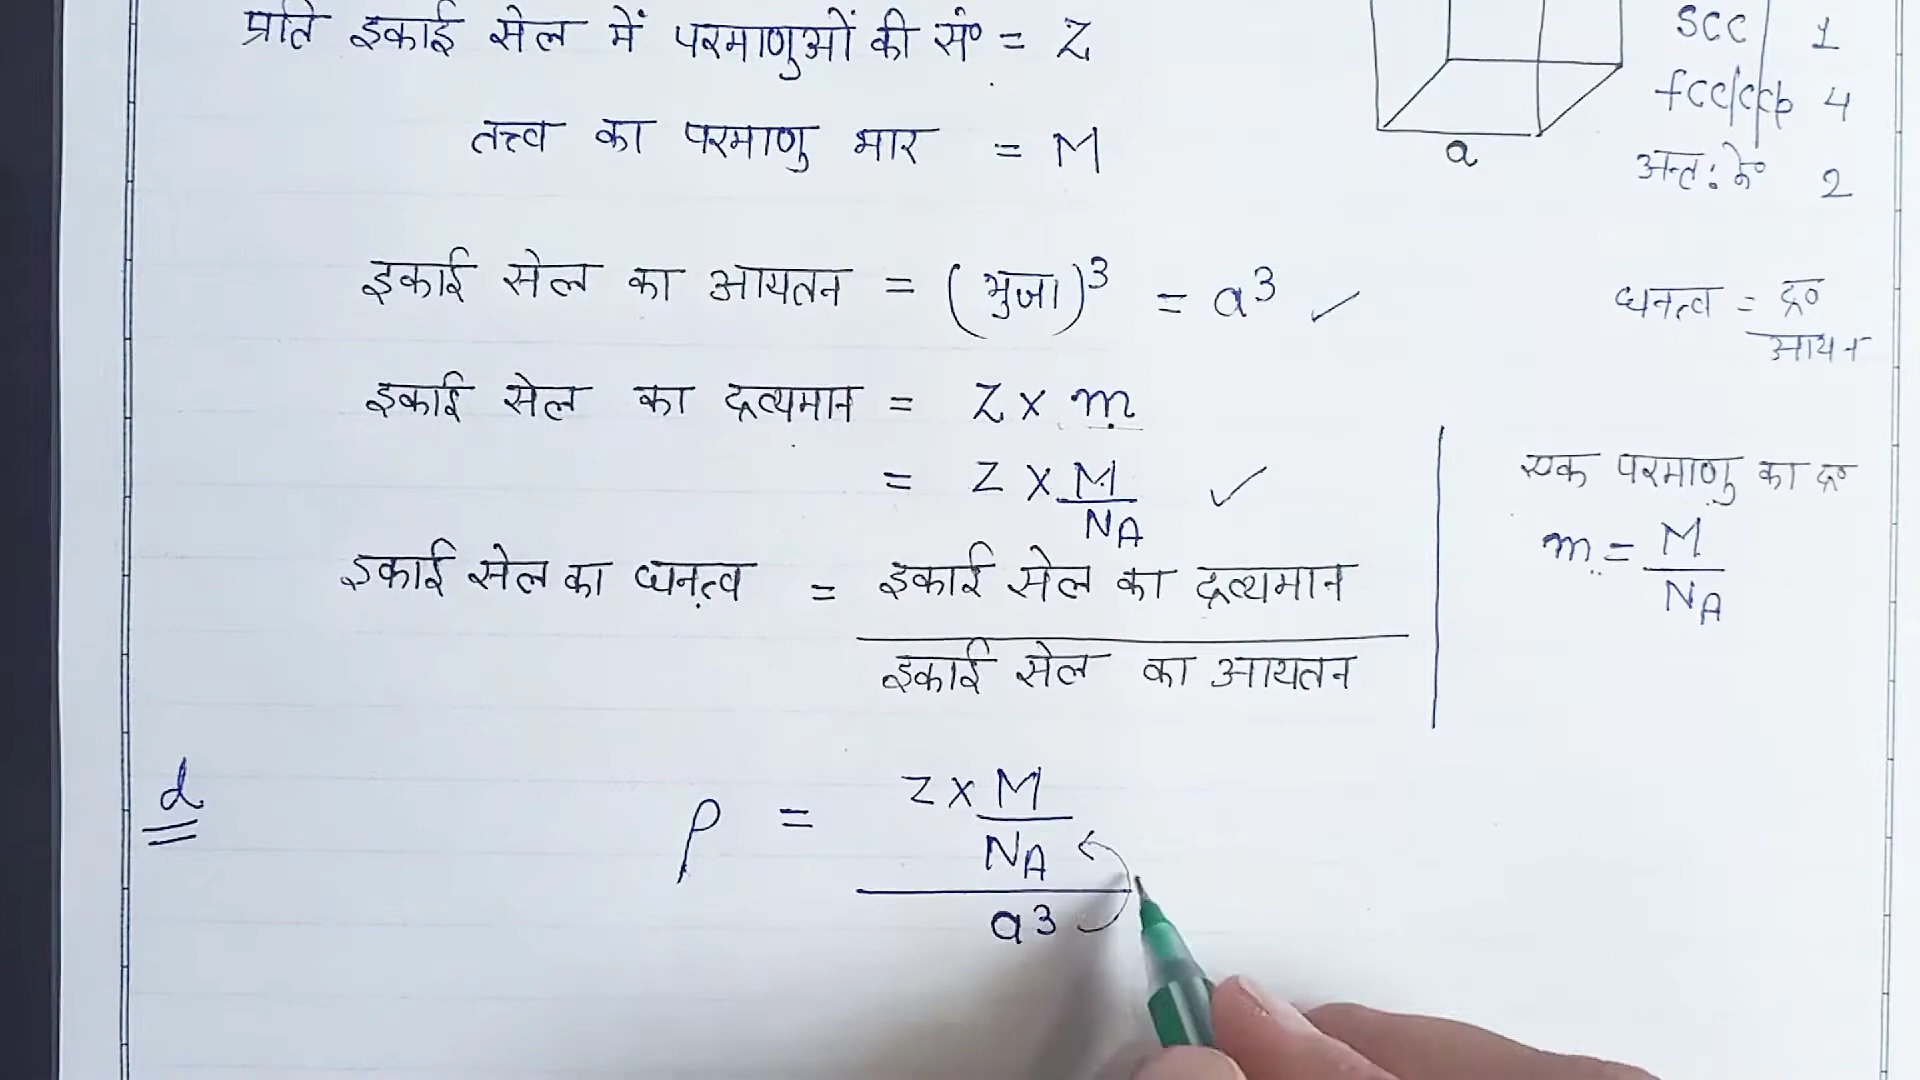 प्रति इकाई सेल में परमाणुओं की सं० = Z
तत्त्व का परमाणु भार = M
a
SCC 1
fcc/ccp 4
अन्तः के० 2
इकाई सेल का आयतन = (भुजा)³ = a³ ✓
घनत्व = द्र० / आयत
इकाई सेल का द्रव्यमान = Z × m
= Z × M / NA ✓
एक परमाणु का द्र०
m = M / NA
इकाई सेल का घनत्व = इकाई सेल का द्रव्यमान
इकाई सेल का आयतन
d
ρ = Z × M / NA
a³